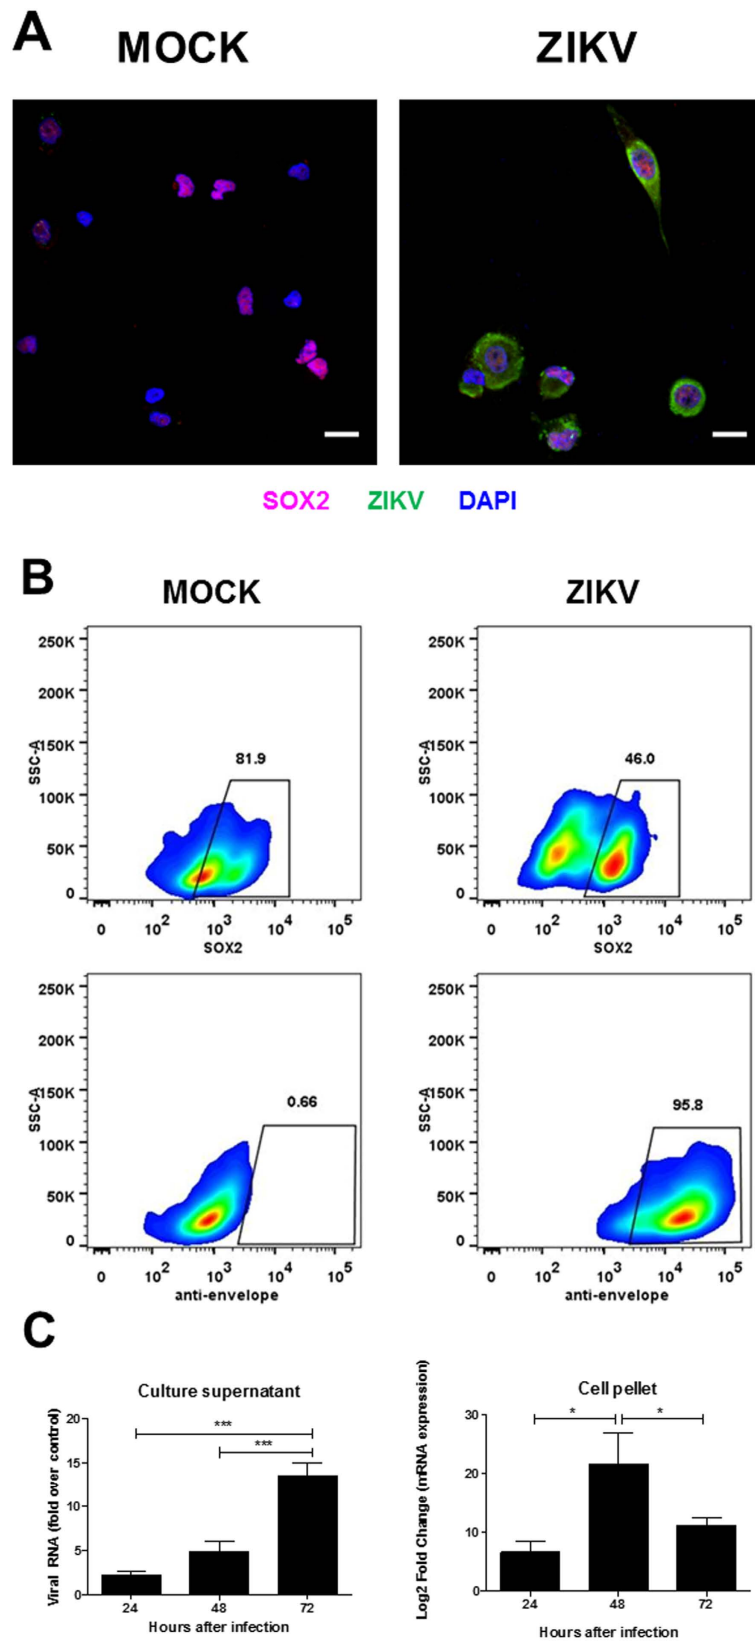 A
MOCK ZIKV
SOX2 ZIKV DAPI
B
MOCK ZIKV
250K
200K
150K
100K
50K
0
SSC-A
81.9
0 10² 10³ 10⁴ 10⁵
SOX2
250K
200K
150K
100K
50K
0
SSC-A
46.0
0 10² 10³ 10⁴ 10⁵
SOX2
250K
200K
150K
100K
50K
0
SSC-A
0.66
0 10² 10³ 10⁴ 10⁵
anti-envelope
250K
200K
150K
100K
50K
0
SSC-A
95.8
0 10² 10³ 10⁴ 10⁵
anti-envelope
C
Culture supernatant
Viral RNA (fold over control)
20
15
10
5
0
***
***
24 48 72
Hours after infection
Cell pellet
Log2 Fold Change (mRNA expression)
30
20
10
0
* *
24 48 72
Hours after infection